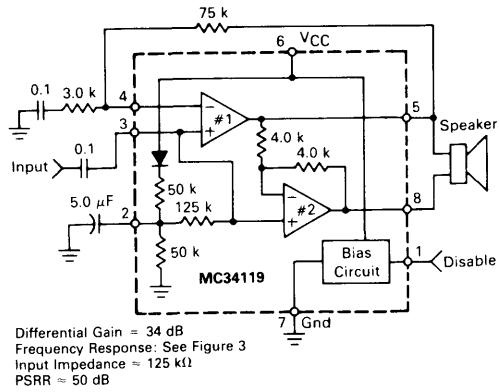 75 k
6 VCC
0.1 3.0 k 4 #1 5 Speaker
3
0.1 4.0 k
Input 4.0 k
50 k
5.0 µF 2 125 k #2 8
50 k Bias Circuit 1 Disable
MC34119
7 Gnd
Differential Gain = 34 dB
Frequency Response: See Figure 3
Input Impedance ≈ 125 kΩ
PSRR ≈ 50 dB